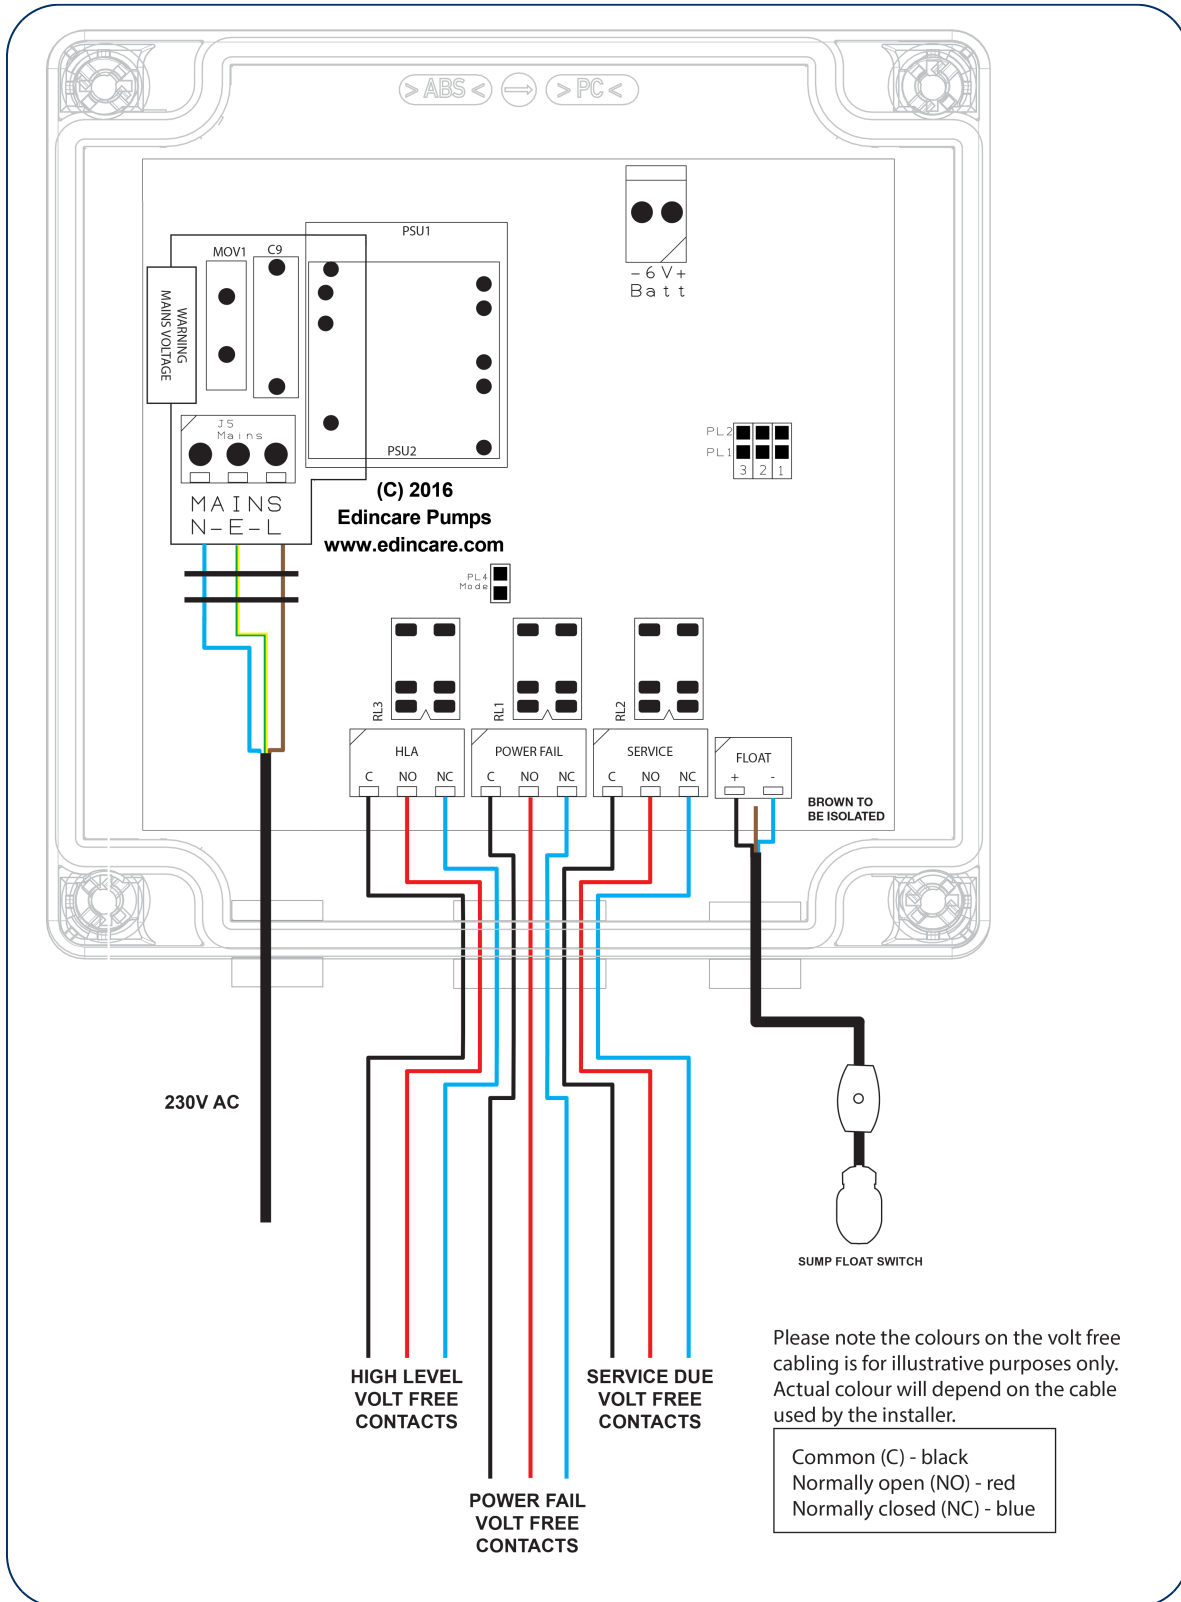 > ABS <
> PC <
PSU1
MOV1
C9
WARNING
MAINS VOLTAGE
- 6 V +
Batt
J5
Mains
PSU2
PL2
PL1
3 2 1
MAINS
N-E-L
(C) 2016
Edincare Pumps
www.edincare.com
PL4
Mode
RL3
RL1
RL2
HLA
C NO NC
POWER FAIL
C NO NC
SERVICE
C NO NC
FLOAT
+ -
BROWN TO
BE ISOLATED
230V AC
SUMP FLOAT SWITCH
HIGH LEVEL
VOLT FREE
CONTACTS
SERVICE DUE
VOLT FREE
CONTACTS
POWER FAIL
VOLT FREE
CONTACTS
Please note the colours on the volt free
cabling is for illustrative purposes only.
Actual colour will depend on the cable
used by the installer.
Common (C) - black
Normally open (NO) - red
Normally closed (NC) - blue